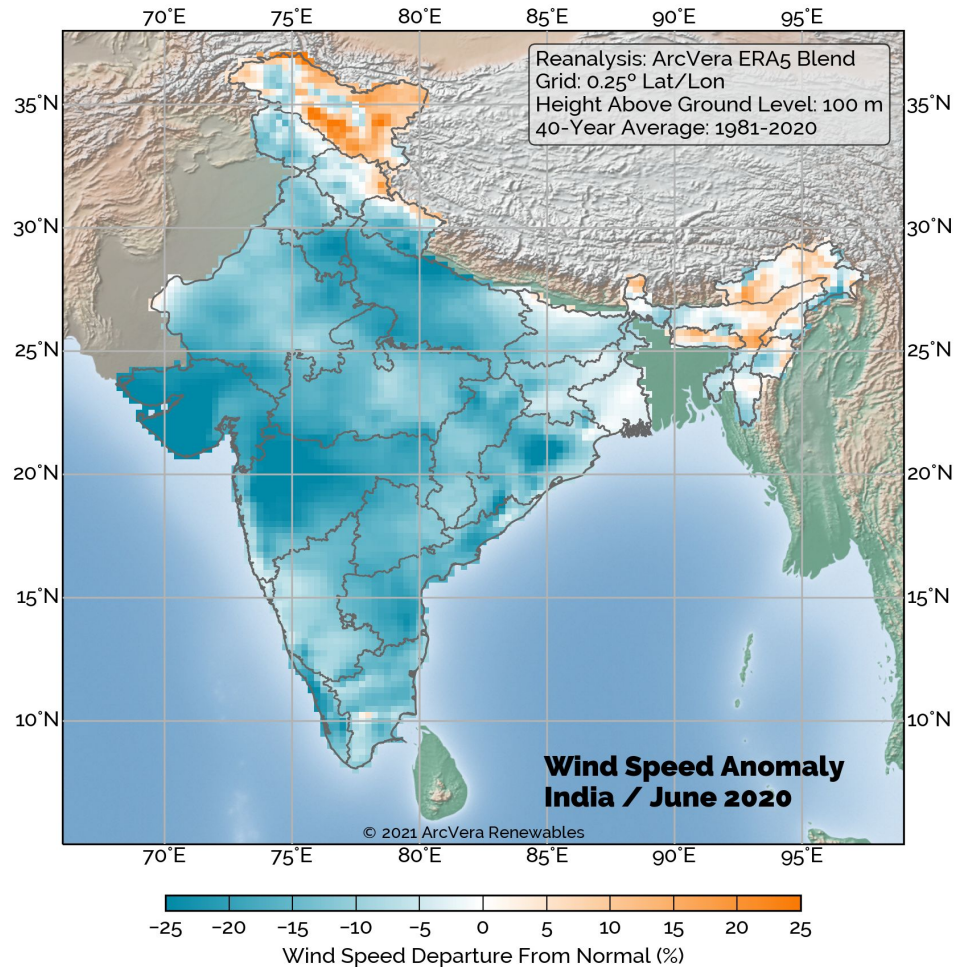 70°E 75°E 80°E 85°E 90°E 95°E
Reanalysis: ArcVera ERA5 Blend
Grid: 0.25º Lat/Lon
Height Above Ground Level: 100 m
40-Year Average: 1981-2020
35°N 35°N
30°N 30°N
25°N 25°N
20°N 20°N
15°N 15°N
10°N 10°N
Wind Speed Anomaly
India / June 2020
© 2021 ArcVera Renewables
70°E 75°E 80°E 85°E 90°E 95°E
−25 −20 −15 −10 −5 0 5 10 15 20 25
Wind Speed Departure From Normal (%)